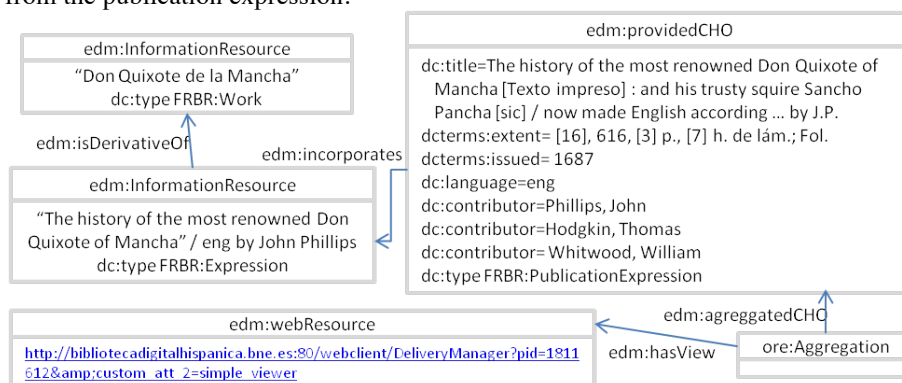 from the publication expression.
edm:InformationResource
"Don Quixote de la Mancha"
dc:type FRBR:Work
edm:isDerivativeOf
edm:InformationResource
"The history of the most renowned Don
Quixote of Mancha" / eng by John Phillips
dc:type FRBR:Expression
edm:incorporates
edm:providedCHO
dc:title=The history of the most renowned Don Quixote of
Mancha [Texto impreso] : and his trusty squire Sancho
Pancha [sic] / now made English according ... by J.P.
dcterms:extent= [16], 616, [3] p., [7] h. de lám.; Fol.
dcterms:issued= 1687
dc:language=eng
dc:contributor=Phillips, John
dc:contributor=Hodgkin, Thomas
dc:contributor= Whitwood, William
dc:type FRBR:PublicationExpression
edm:webResource
http://bibliotecadigitalhispanica.bne.es:80/webclient/DeliveryManager?pid=1811
612&amp;custom_att_2=simple_viewer
edm:agreggatedCHO
edm:hasView
ore:Aggregation